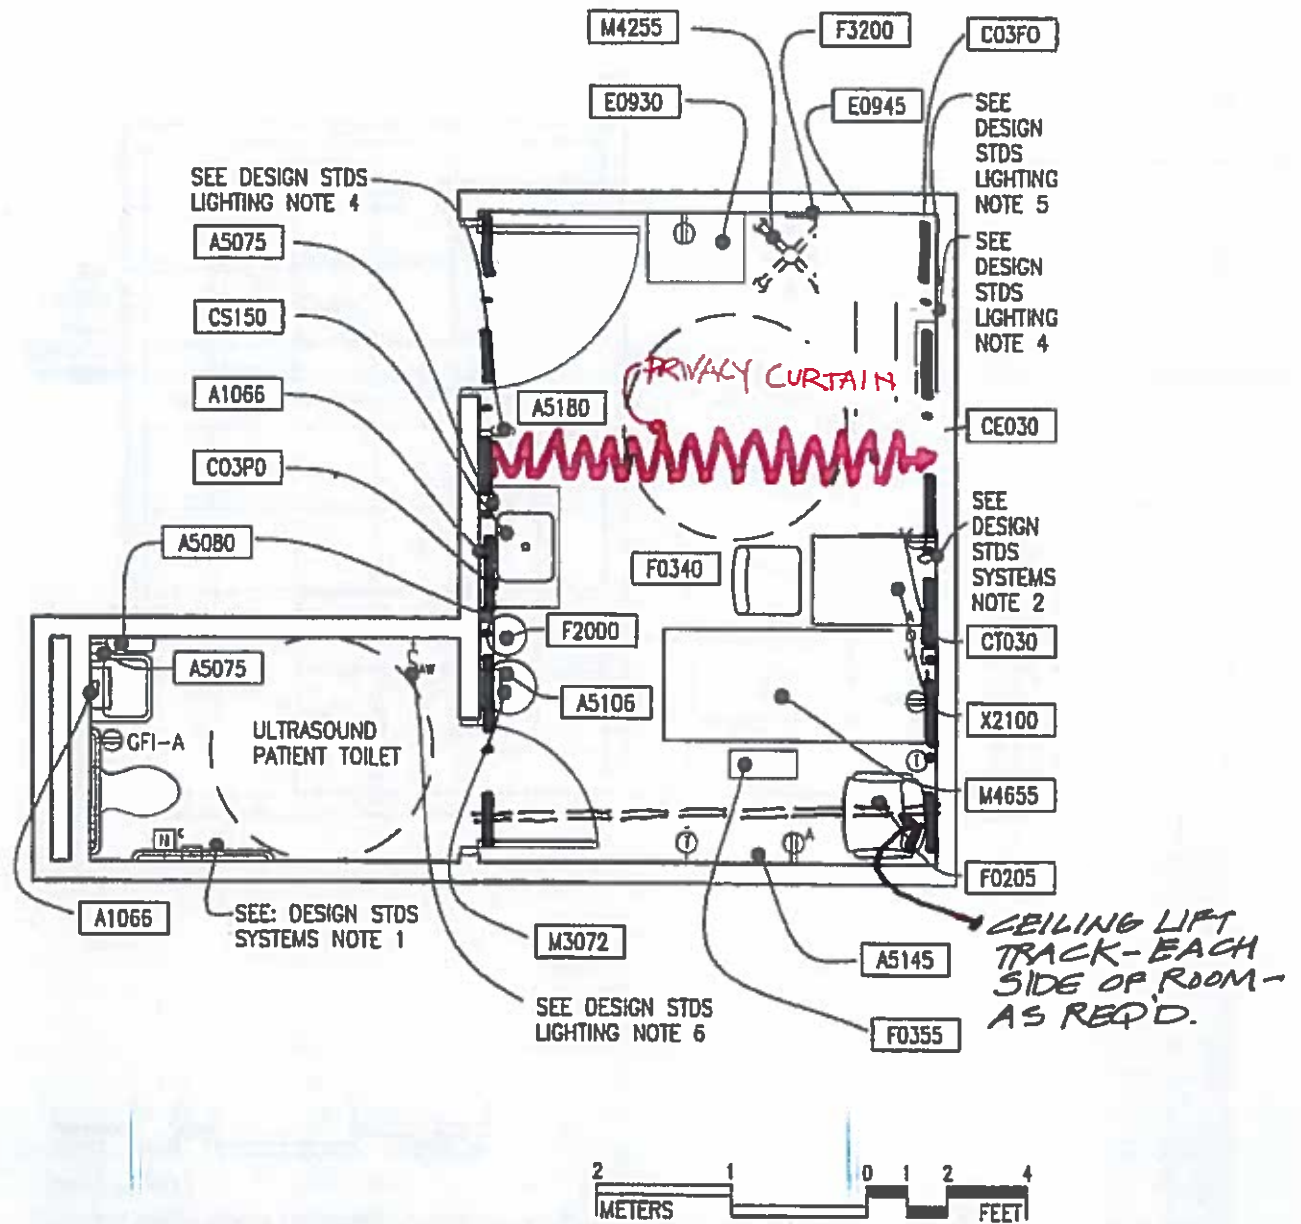 M4255
F3200
C03F0
E0930
E0945
SEE
DESIGN
STDS
LIGHTING
NOTE 5
SEE DESIGN STDS
LIGHTING NOTE 4
A5075
SEE
DESIGN
STDS
LIGHTING
NOTE 4
CS150
PRIVACY CURTAIN
A1066
A5180
CE030
C03P0
SEE
DESIGN
STDS
SYSTEMS
NOTE 2
A5080
F0340
F2000
CT030
A5075
AW
A5106
X2100
ULTRASOUND
PATIENT TOILET
GFI-A
T
M4655
N C
T
A
F0205
A1066
SEE: DESIGN STDS
SYSTEMS NOTE 1
M3072
A5145
CEILING LIFT
TRACK-EACH
SIDE OF ROOM-
AS REQ'D.
SEE DESIGN STDS
LIGHTING NOTE 6
F0355
2 1 0 1 2 4
METERS FEET